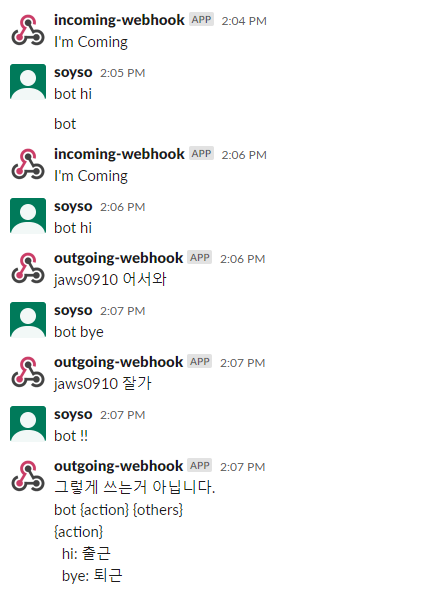 incoming-webhook APP 2:04 PM
I'm Coming
soyso 2:05 PM
bot hi
bot
incoming-webhook APP 2:06 PM
I'm Coming
soyso 2:06 PM
bot hi
outgoing-webhook APP 2:06 PM
jaws0910 어서와
soyso 2:07 PM
bot bye
outgoing-webhook APP 2:07 PM
jaws0910 잘가
soyso 2:07 PM
bot !!
outgoing-webhook APP 2:07 PM
그렇게 쓰는거 아닙니다.
bot {action} {others}
{action}
hi: 출근
bye: 퇴근